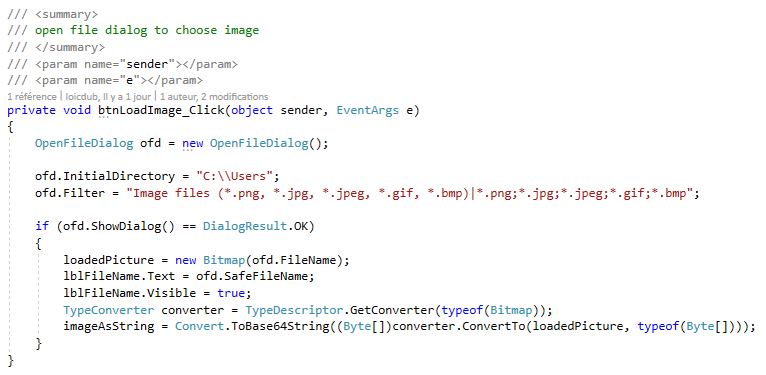 /// <summary>
/// open file dialog to choose image
/// </summary>
/// <param name="sender"></param>
/// <param name="e"></param>
1 référence | loicdub, Il y a 1 jour | 1 auteur, 2 modifications
private void btnLoadImage_Click(object sender, EventArgs e)
{
OpenFileDialog ofd = new OpenFileDialog();
ofd.InitialDirectory = "C:\\Users";
ofd.Filter = "Image files (*.png, *.jpg, *.jpeg, *.gif, *.bmp)|*.png;*.jpg;*.jpeg;*.gif;*.bmp";
if (ofd.ShowDialog() == DialogResult.OK)
{
loadedPicture = new Bitmap(ofd.FileName);
lblFileName.Text = ofd.SafeFileName;
lblFileName.Visible = true;
TypeConverter converter = TypeDescriptor.GetConverter(typeof(Bitmap));
imageAsString = Convert.ToBase64String((Byte[])converter.ConvertTo(loadedPicture, typeof(Byte[])));
}
}